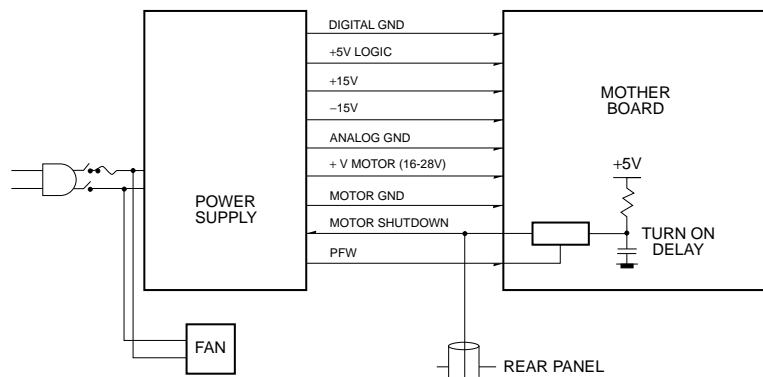 DIGITAL GND
+5V LOGIC
+15V
−15V
ANALOG GND
+ V MOTOR (16-28V)
MOTOR GND
MOTOR SHUTDOWN
PFW
POWER
SUPPLY
MOTHER
BOARD
+5V
TURN ON
DELAY
FAN
REAR PANEL